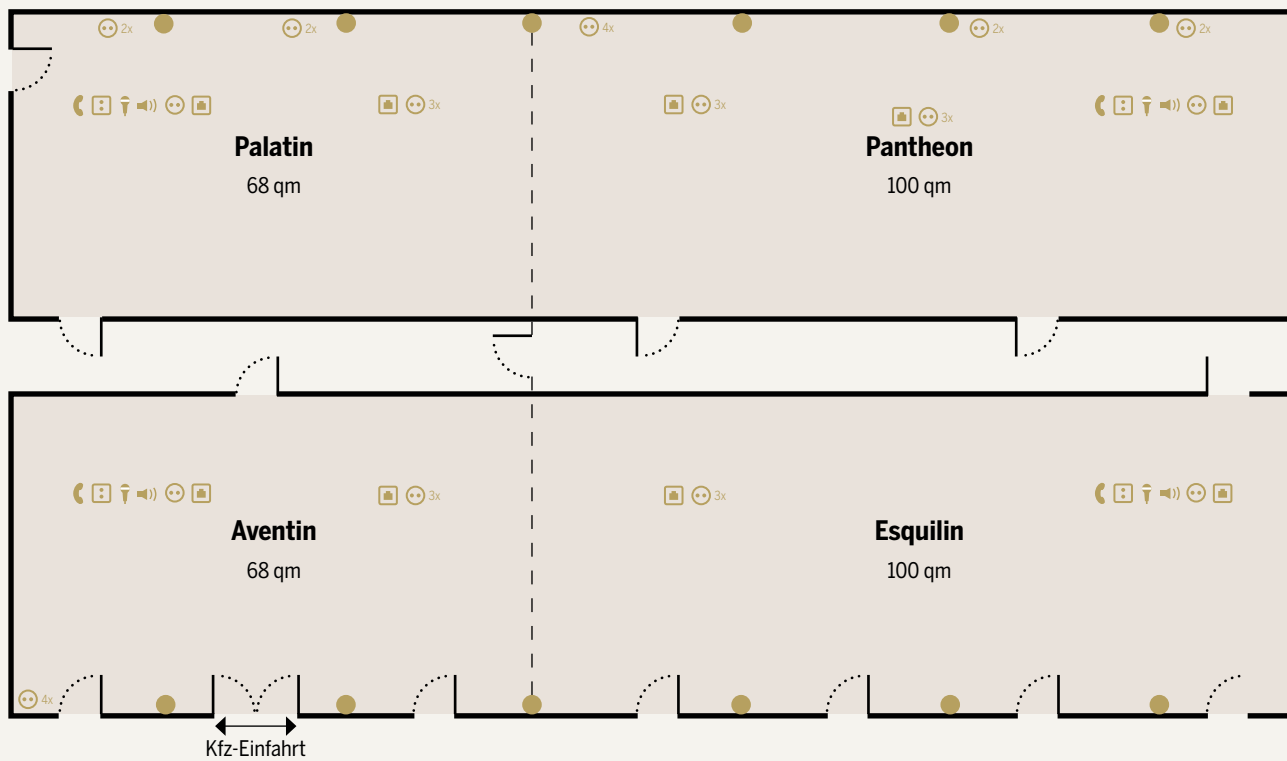 2x
2x
4x
2x
2x
3x
3x
3x
Palatin
68 qm
Pantheon
100 qm
3x
3x
Aventin
68 qm
Esquilin
100 qm
4x
Kfz-Einfahrt